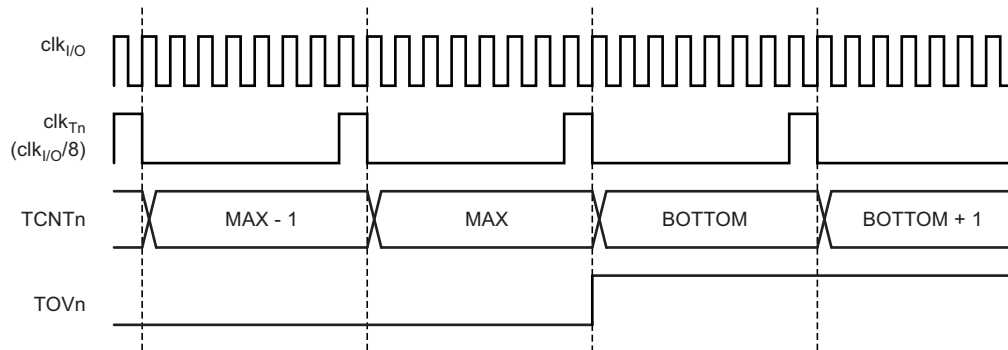 clkI/O
clkTn
(clkI/O/8)
TCNTn MAX - 1 MAX BOTTOM BOTTOM + 1
TOVn